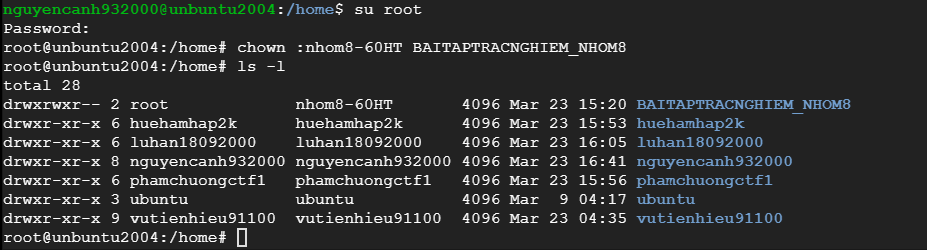 nguyencanh932000@unbuntu2004:/home$ su root
Password:
root@unbuntu2004:/home# chown :nhom8-60HT BAITAPTRACNGHIEM_NHOM8
root@unbuntu2004:/home# ls -l
total 28
drwxrwxr-- 2 root             nhom8-60HT       4096 Mar 23 15:20 BAITAPTRACNGHIEM_NHOM8
drwxr-xr-x 6 huehamhap2k      huehamhap2k      4096 Mar 23 15:53 huehamhap2k
drwxr-xr-x 6 luhan18092000    luhan18092000    4096 Mar 23 16:05 luhan18092000
drwxr-xr-x 8 nguyencanh932000 nguyencanh932000 4096 Mar 23 16:41 nguyencanh932000
drwxr-xr-x 6 phamchuongctf1   phamchuongctf1   4096 Mar 23 15:56 phamchuongctf1
drwxr-xr-x 3 ubuntu           ubuntu           4096 Mar  9 04:17 ubuntu
drwxr-xr-x 9 vutienhieu91100  vutienhieu91100  4096 Mar 23 04:35 vutienhieu91100
root@unbuntu2004:/home#